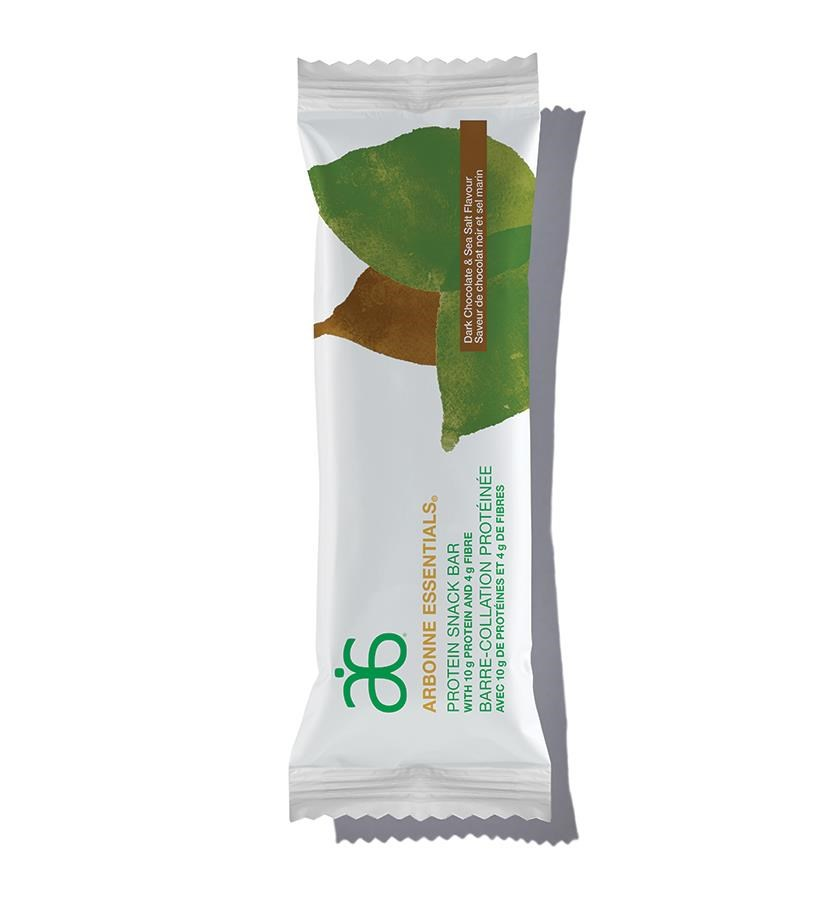 Dark Chocolate & Sea Salt Flavour
Saveur de chocolat noir et sel marin
ARBONNE ESSENTIALS®
PROTEIN SNACK BAR
WITH 10 g PROTEIN AND 4 g FIBRE
BARRE-COLLATION PROTÉINÉE
AVEC 10 g DE PROTÉINES ET 4 g DE FIBRES